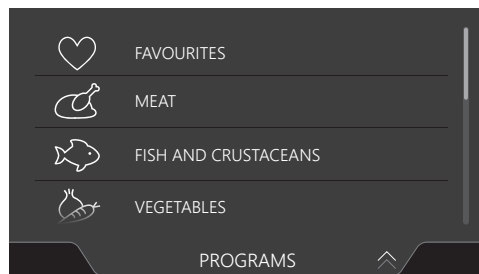 FAVOURITES
MEAT
FISH AND CRUSTACEANS
VEGETABLES
PROGRAMS